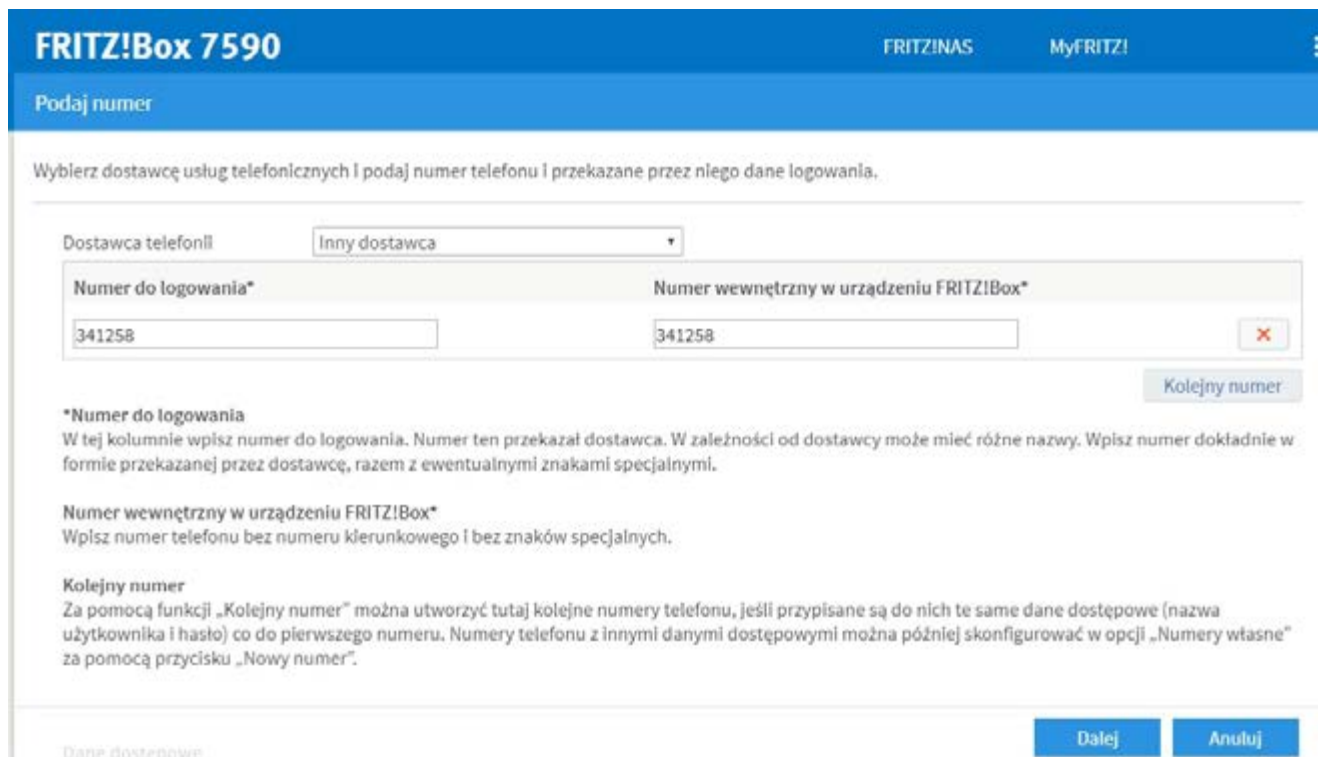 FRITZ!Box 7590
FRITZ!NAS
MyFRITZ!
Podaj numer
Wybierz dostawcę usług telefonicznych i podaj numer telefonu i przekazane przez niego dane logowania.
Dostawca telefonii
Inny dostawca
Numer do logowania*
Numer wewnętrzny w urządzeniu FRITZ!Box*
341258
341258
Kolejny numer
*Numer do logowania
W tej kolumnie wpisz numer do logowania. Numer ten przekazał dostawca. W zależności od dostawcy może mieć różne nazwy. Wpisz numer dokładnie w
formie przekazanej przez dostawcę, razem z ewentualnymi znakami specjalnymi.
Numer wewnętrzny w urządzeniu FRITZ!Box*
Wpisz numer telefonu bez numeru kierunkowego i bez znaków specjalnych.
Kolejny numer
Za pomocą funkcji „Kolejny numer” można utworzyć tutaj kolejne numery telefonu, jeśli przypisane są do nich te same dane dostępowe (nazwa
użytkownika i hasło) co do pierwszego numeru. Numery telefonu z innymi danymi dostępowymi można później skonfigurować w opcji „Numery własne”
za pomocą przycisku „Nowy numer”.
Dalej
Anuluj
Dane dostępowe